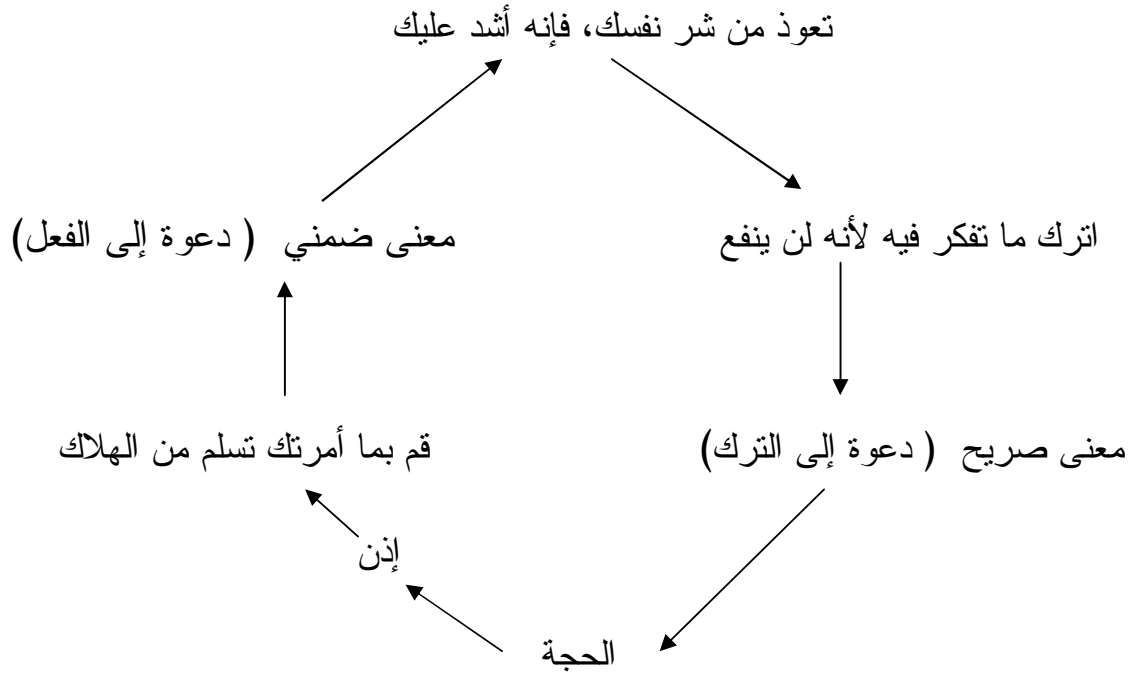 تعوذ من شر نفسك، فإنه أشد عليك
اترك ما تفكر فيه لأنه لن ينفع
معنى ضمني ( دعوة إلى الفعل)
معنى صريح ( دعوة إلى الترك)
قم بما أمرتك تسلم من الهلاك
إذن
الحجة